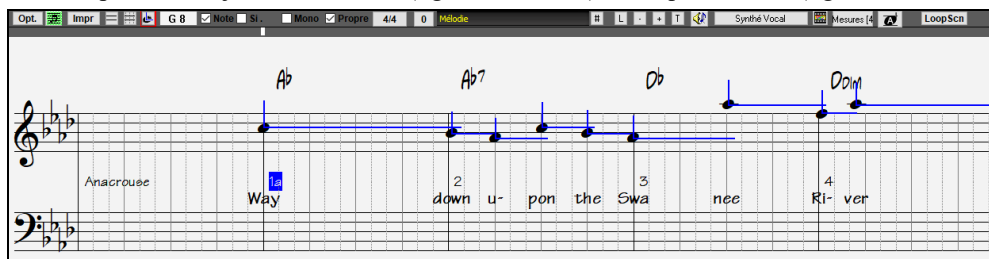 Opt. Impr G 8 Note Si . Mono Propre 4/4 0 Mélodie # L - + T Synthé Vocal Mesures [4 A LoopScn
Ab Ab7 Db Ddim
Anacrouse 1a 2 3 4
Way down u- pon the Swa nee Ri- ver